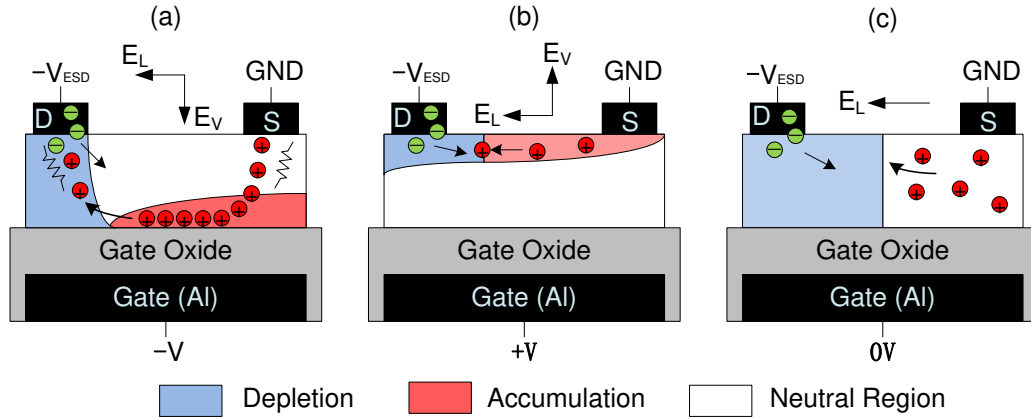 (a)
(b)
(c)
E_L
E_V
−V_ESD
GND
D
S
Gate Oxide
Gate (Al)
−V
E_V
E_L
−V_ESD
GND
D
S
Gate Oxide
Gate (Al)
+V
−V_ESD
E_L
GND
D
S
Gate Oxide
Gate (Al)
0V
Depletion
Accumulation
Neutral Region